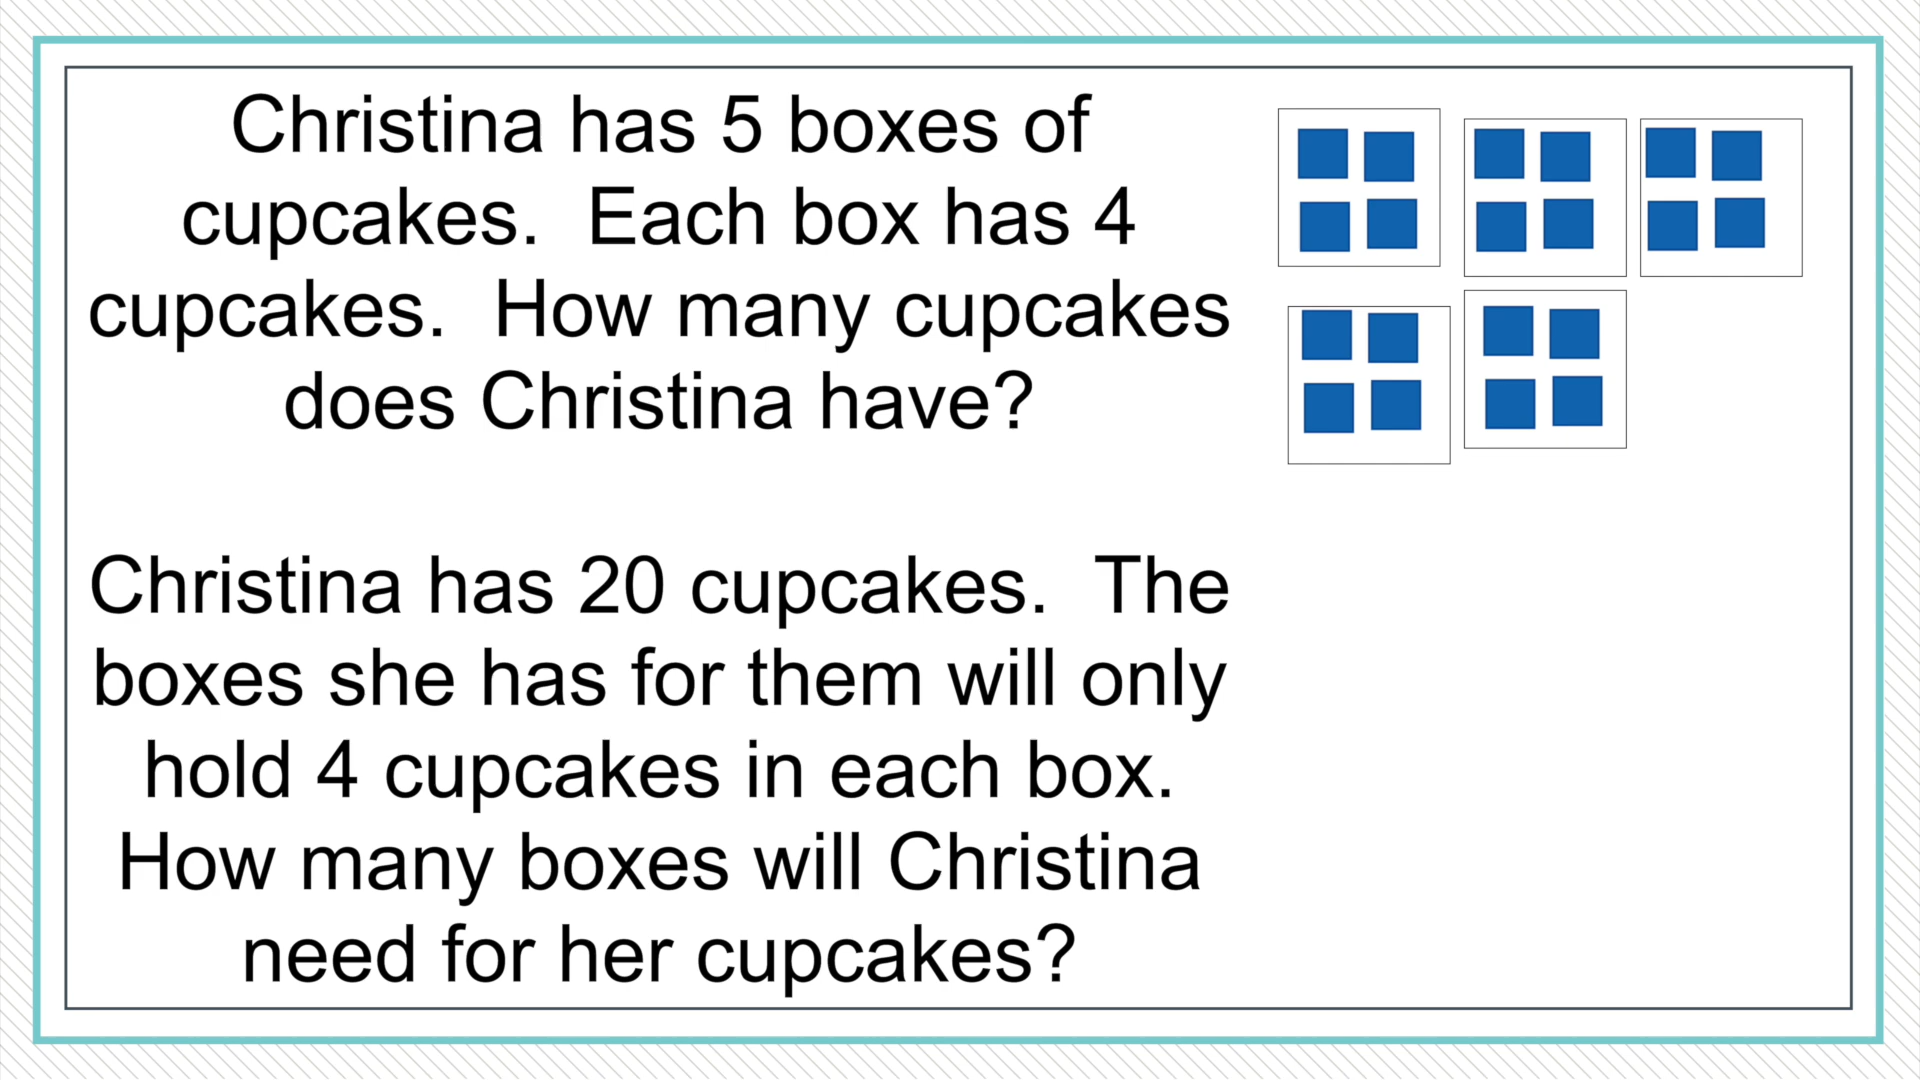 Christina has 5 boxes of
cupcakes.  Each box has 4
cupcakes.  How many cupcakes
does Christina have?
Christina has 20 cupcakes.  The
boxes she has for them will only
hold 4 cupcakes in each box.
How many boxes will Christina
need for her cupcakes?